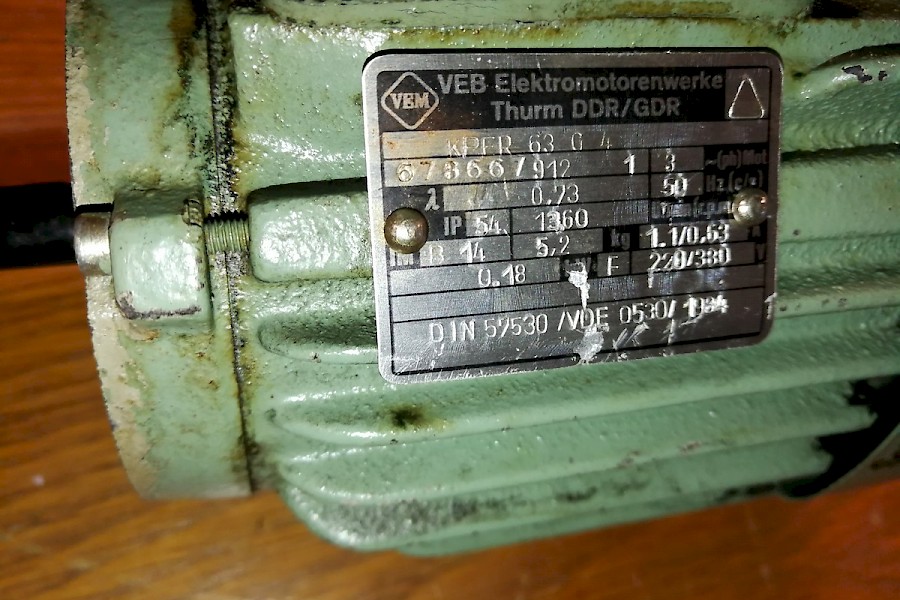 VEM VEB Elektromotorenwerke
Thurm DDR/GDR
KPER 63 G 4
678667/912 1 3 ~(ph) Mot
λ 0.73 50 Hz (c/s)
IP 54 1360
IM B 14 5,2 kg 1.1/0.63 A
0.18 F 220/380 V
DIN 57530 /VDE 0530/ 1984